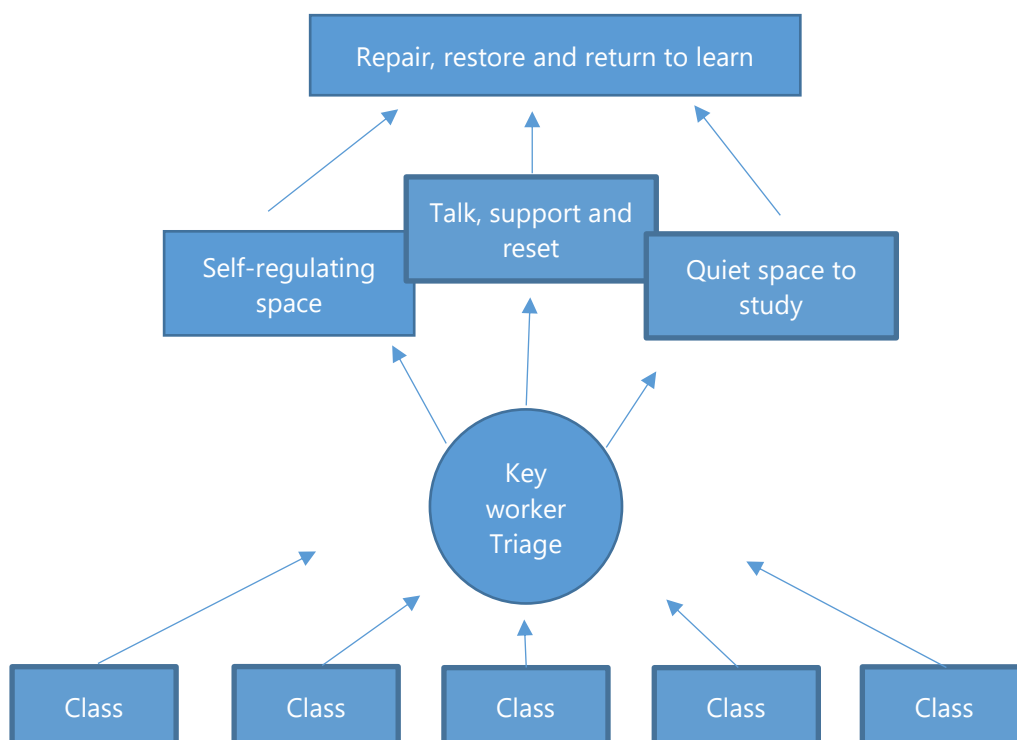 Repair, restore and return to learn
Talk, support and
reset
Self-regulating
space
Quiet space to
study
Key
worker
Triage
Class
Class
Class
Class
Class